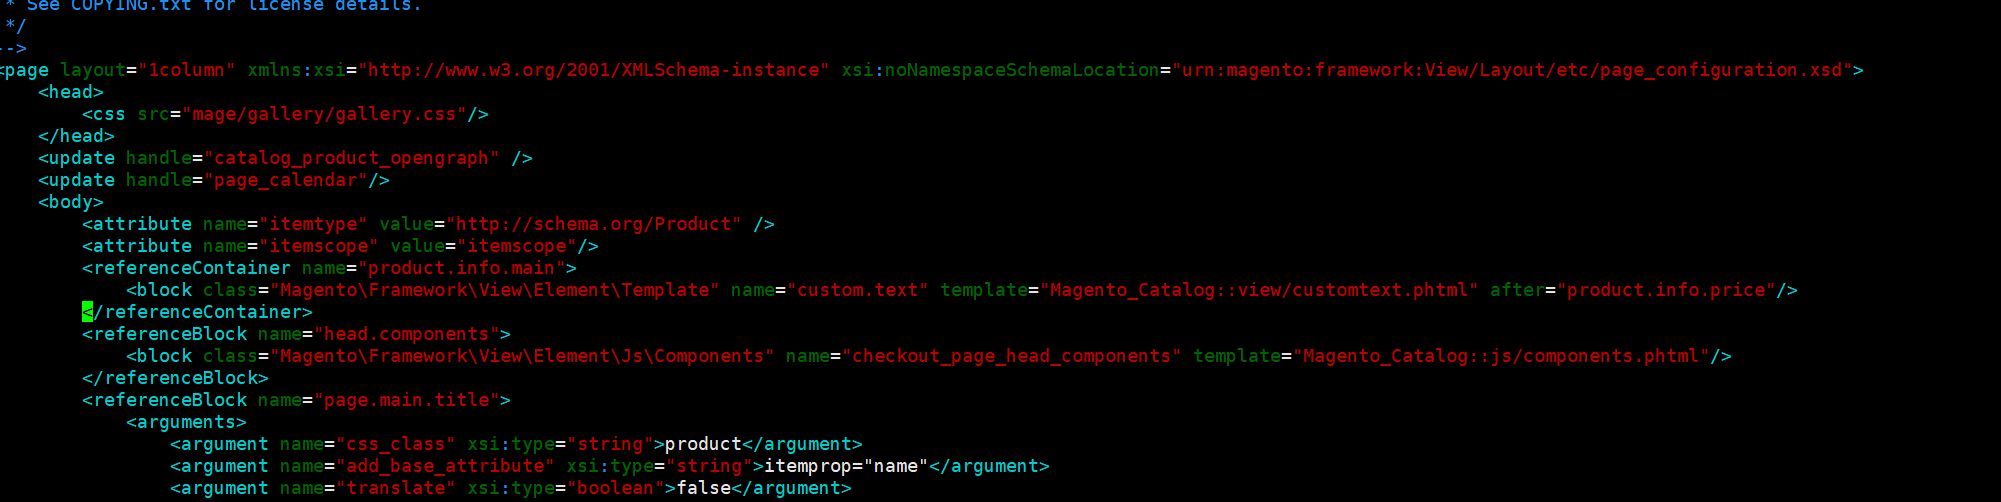 * See COPYING.txt for license details.
*/
-->
<page layout="1column" xmlns:xsi="http://www.w3.org/2001/XMLSchema-instance" xsi:noNamespaceSchemaLocation="urn:magento:framework:View/Layout/etc/page_configuration.xsd">
    <head>
        <css src="mage/gallery/gallery.css"/>
    </head>
    <update handle="catalog_product_opengraph" />
    <update handle="page_calendar"/>
    <body>
        <attribute name="itemtype" value="http://schema.org/Product" />
        <attribute name="itemscope" value="itemscope"/>
        <referenceContainer name="product.info.main">
            <block class="Magento\Framework\View\Element\Template" name="custom.text" template="Magento_Catalog::view/customtext.phtml" after="product.info.price"/>
        </referenceContainer>
        <referenceBlock name="head.components">
            <block class="Magento\Framework\View\Element\Js\Components" name="checkout_page_head_components" template="Magento_Catalog::js/components.phtml"/>
        </referenceBlock>
        <referenceBlock name="page.main.title">
            <arguments>
                <argument name="css_class" xsi:type="string">product</argument>
                <argument name="add_base_attribute" xsi:type="string">itemprop="name"</argument>
                <argument name="translate" xsi:type="boolean">false</argument>